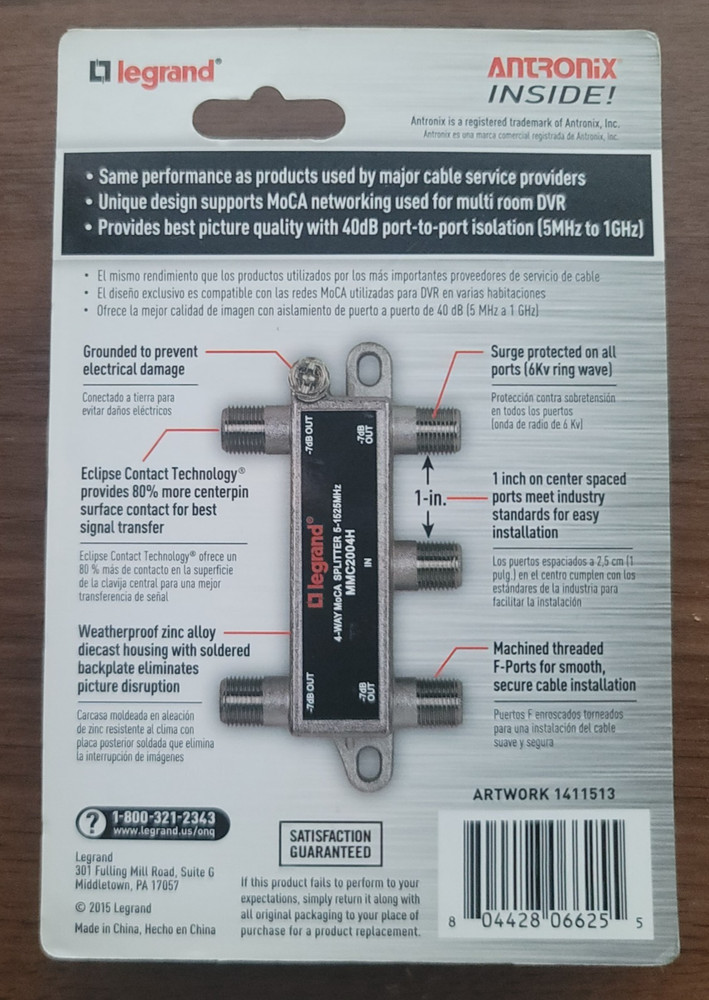 legrand®
ANTRONIX
INSIDE!
Antronix is a registered trademark of Antronix, Inc.
Antronix es una marca comercial registrada de Antronix, Inc.
• Same performance as products used by major cable service providers
• Unique design supports MoCA networking used for multi room DVR
• Provides best picture quality with 40dB port-to-port isolation (5MHz to 1GHz)
• El mismo rendimiento que los productos utilizados por los más importantes proveedores de servicio de cable
• El diseño exclusivo es compatible con las redes MoCA utilizadas para DVR en varias habitaciones
• Ofrece la mejor calidad de imagen con aislamiento de puerto a puerto de 40 dB (5 MHz a 1 GHz)
Grounded to prevent
electrical damage
Conectado a tierra para
evitar daños eléctricos
Eclipse Contact Technology®
provides 80% more centerpin
surface contact for best
signal transfer
Eclipse Contact Technology® ofrece un
80 % más de contacto en la superficie
de la clavija central para una mejor
transferencia de señal
Weatherproof zinc alloy
diecast housing with soldered
backplate eliminates
picture disruption
Carcasa moldeada en aleación
de zinc resistente al clima con
placa posterior soldada que elimina
la interrupción de imágenes
-7dB OUT
-7dB
OUT
legrand®
4-WAY MoCA SPLITTER 5-1525MHz
MMC2004H
IN
-7dB OUT
-7dB
OUT
1-in.
Surge protected on all
ports (6Kv ring wave)
Protección contra sobretensión
en todos los puertos
(onda de radio de 6 Kv)
1 inch on center spaced
ports meet industry
standards for easy
installation
Los puertos espaciados a 2,5 cm (1
pulg.) en el centro cumplen con los
estándares de la industria para
facilitar la instalación
Machined threaded
F-Ports for smooth,
secure cable installation
Puertos F enroscados torneados
para una instalación del cable
suave y segura
ARTWORK 1411513
? 1-800-321-2343
www.legrand.us/onq
Legrand
301 Fulling Mill Road, Suite G
Middletown, PA 17057
© 2015 Legrand
Made in China, Hecho en China
SATISFACTION
GUARANTEED
If this product fails to perform to your
expectations, simply return it along with
all original packaging to your place of
purchase for a product replacement.
8 04428 06625 5